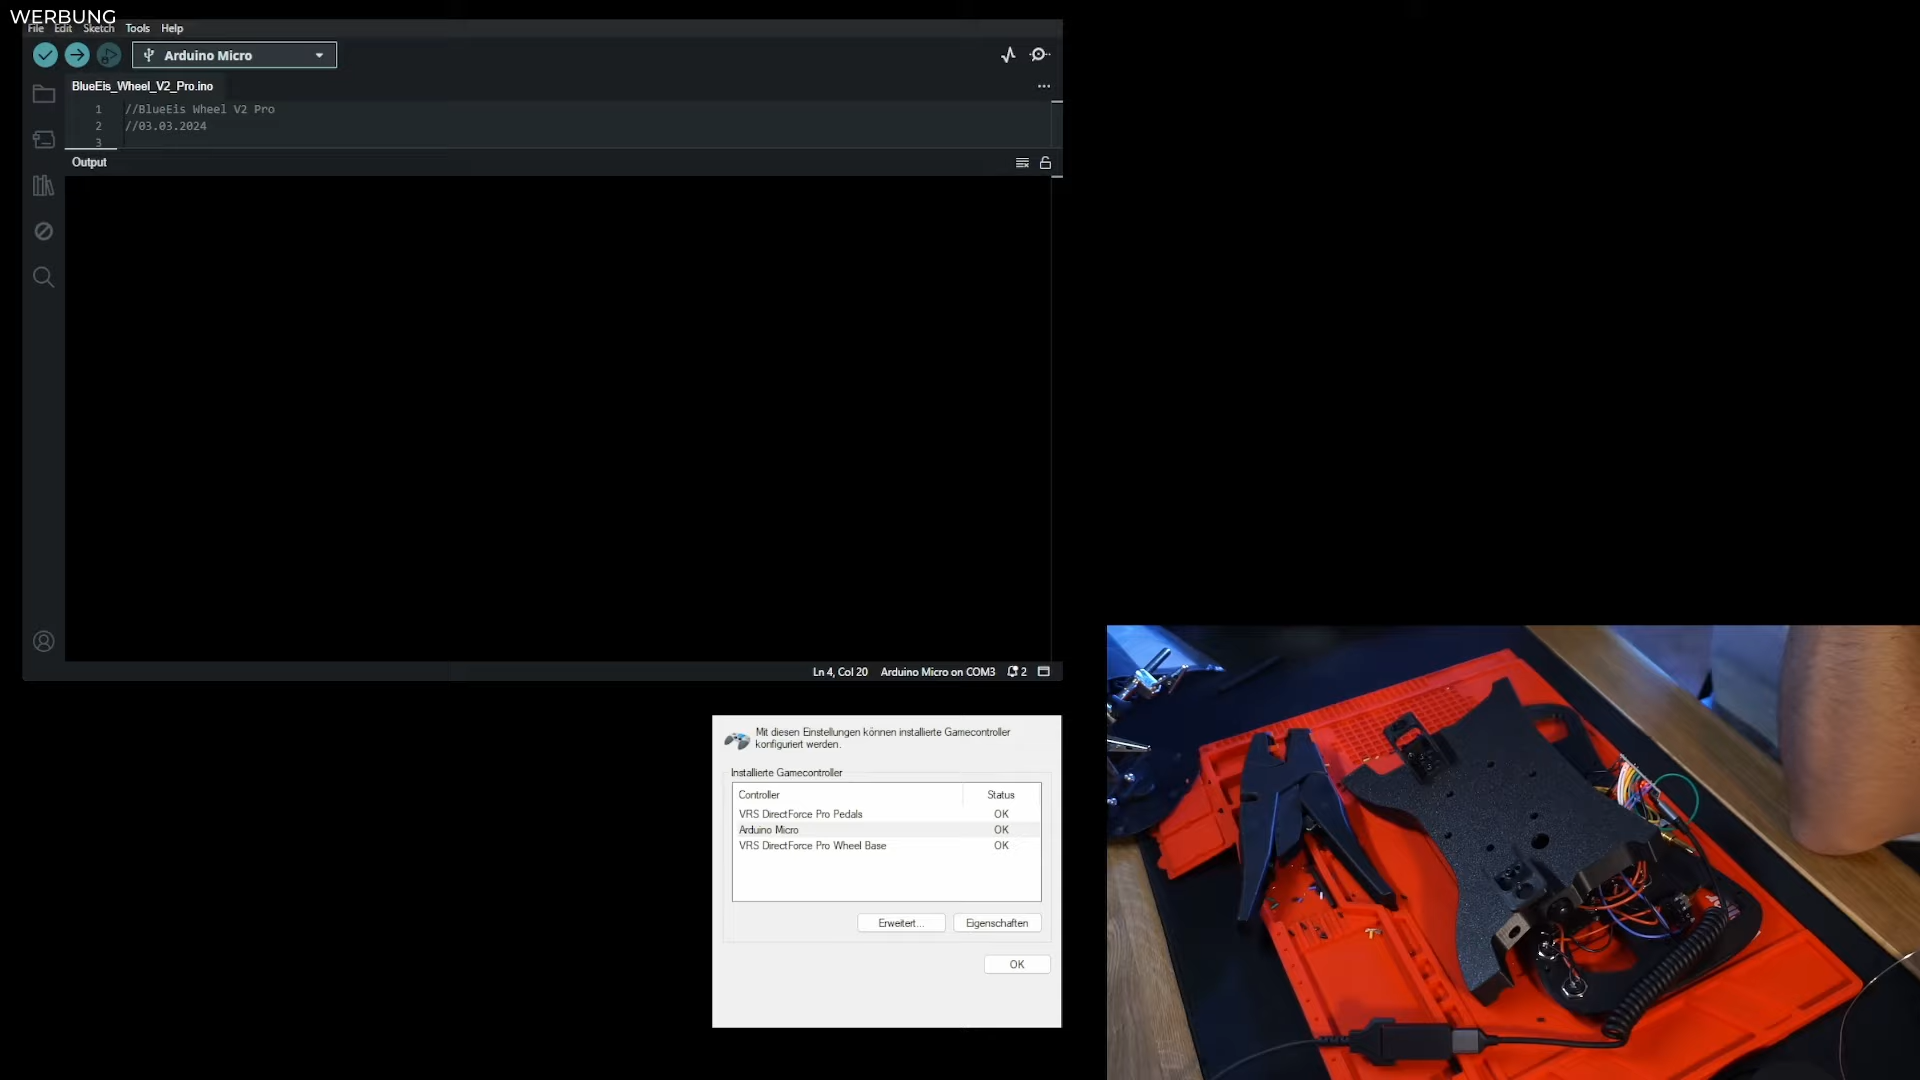 WERBUNG
File Edit Sketch Tools Help
Arduino Micro
BlueEis_Wheel_V2_Pro.ino
1 //BlueEis Wheel V2 Pro
2 //03.03.2024
3
Output
Ln 4, Col 20 Arduino Micro on COM3 2
Mit diesen Einstellungen können installierte Gamecontroller
konfiguriert werden.
Installierte Gamecontroller
Controller Status
VRS DirectForce Pro Pedals OK
Arduino Micro OK
VRS DirectForce Pro Wheel Base OK
Erweitert... Eigenschaften
OK